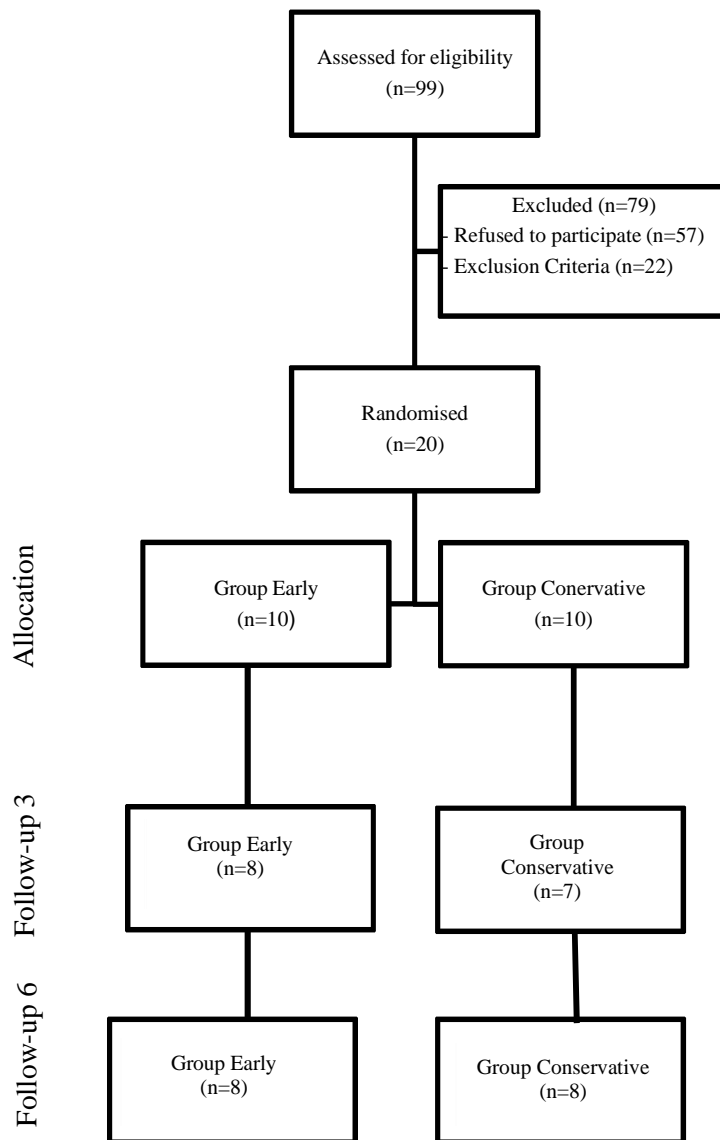 Assessed for eligibility
(n=99)
Excluded (n=79)
- Refused to participate (n=57)
- Exclusion Criteria (n=22)
Randomised
(n=20)
Allocation
Group Early
(n=10)
Group Conervative
(n=10)
Follow-up 3
Group Early
(n=8)
Group
Conservative
(n=7)
Follow-up 6
Group Early
(n=8)
Group Conservative
(n=8)